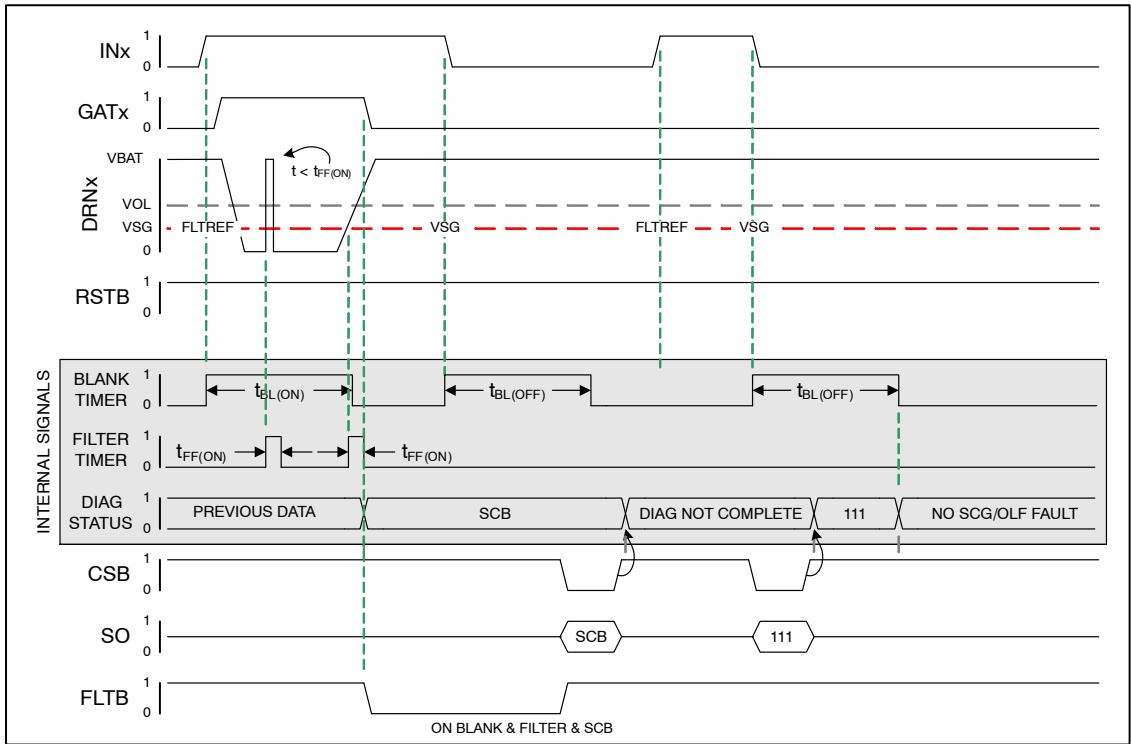 INx 1 0
GATx 1 0
DRNx VBAT VOL VSG 0
t < tFF(ON)
FLTREF VSG FLTREF VSG
RSTB 1 0
INTERNAL SIGNALS
BLANK TIMER 1 0
tBL(ON) tBL(OFF) tBL(OFF)
FILTER TIMER 1 0
tFF(ON) tFF(ON)
DIAG STATUS 1 0
PREVIOUS DATA SCB DIAG NOT COMPLETE 111 NO SCG/OLF FAULT
CSB 1 0
SO 1 0
SCB 111
FLTB 1 0
ON BLANK & FILTER & SCB